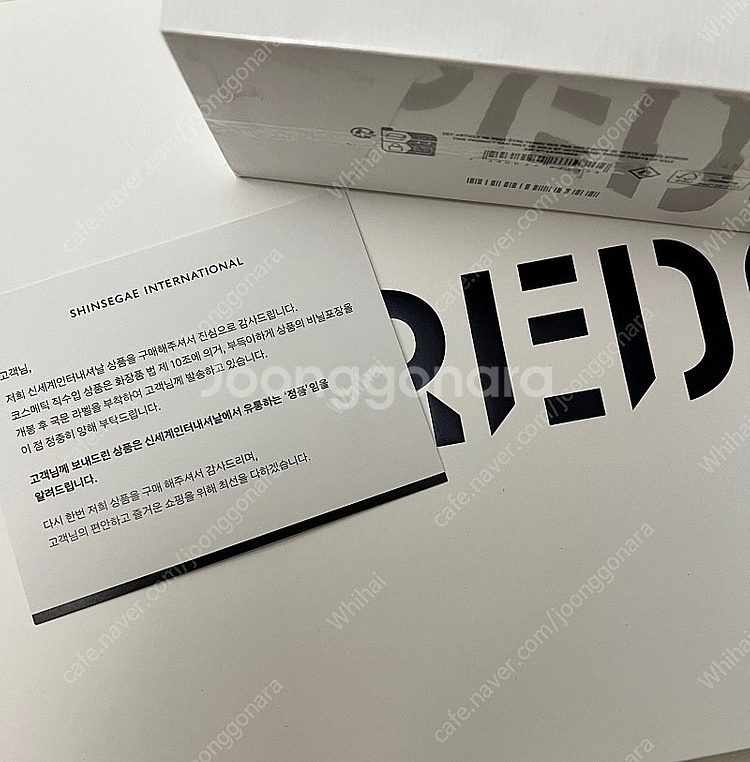 RED
SHINSEGAE INTERNATIONAL
고객님,
저희 신세계인터내셔날 상품을 구매해주셔서 진심으로 감사드립니다.
코스메틱 직수입 상품은 화장품 법 제 10조에 의거, 부득이하게 상품의 비닐포장을
개봉 후 국문 라벨을 부착하여 고객님께 발송하고 있습니다.
이 점 정중히 양해 부탁드립니다.
고객님께 보내드린 상품은 신세계인터내셔날에서 유통하는 '정품'임을
알려드립니다.
다시 한번 저희 상품을 구매 해주셔서 감사드리며,
고객님의 편안하고 즐거운 쇼핑을 위해 최선을 다하겠습니다.
RED
Joonggonara
cafe.naver.com/joonggonara
Whihai